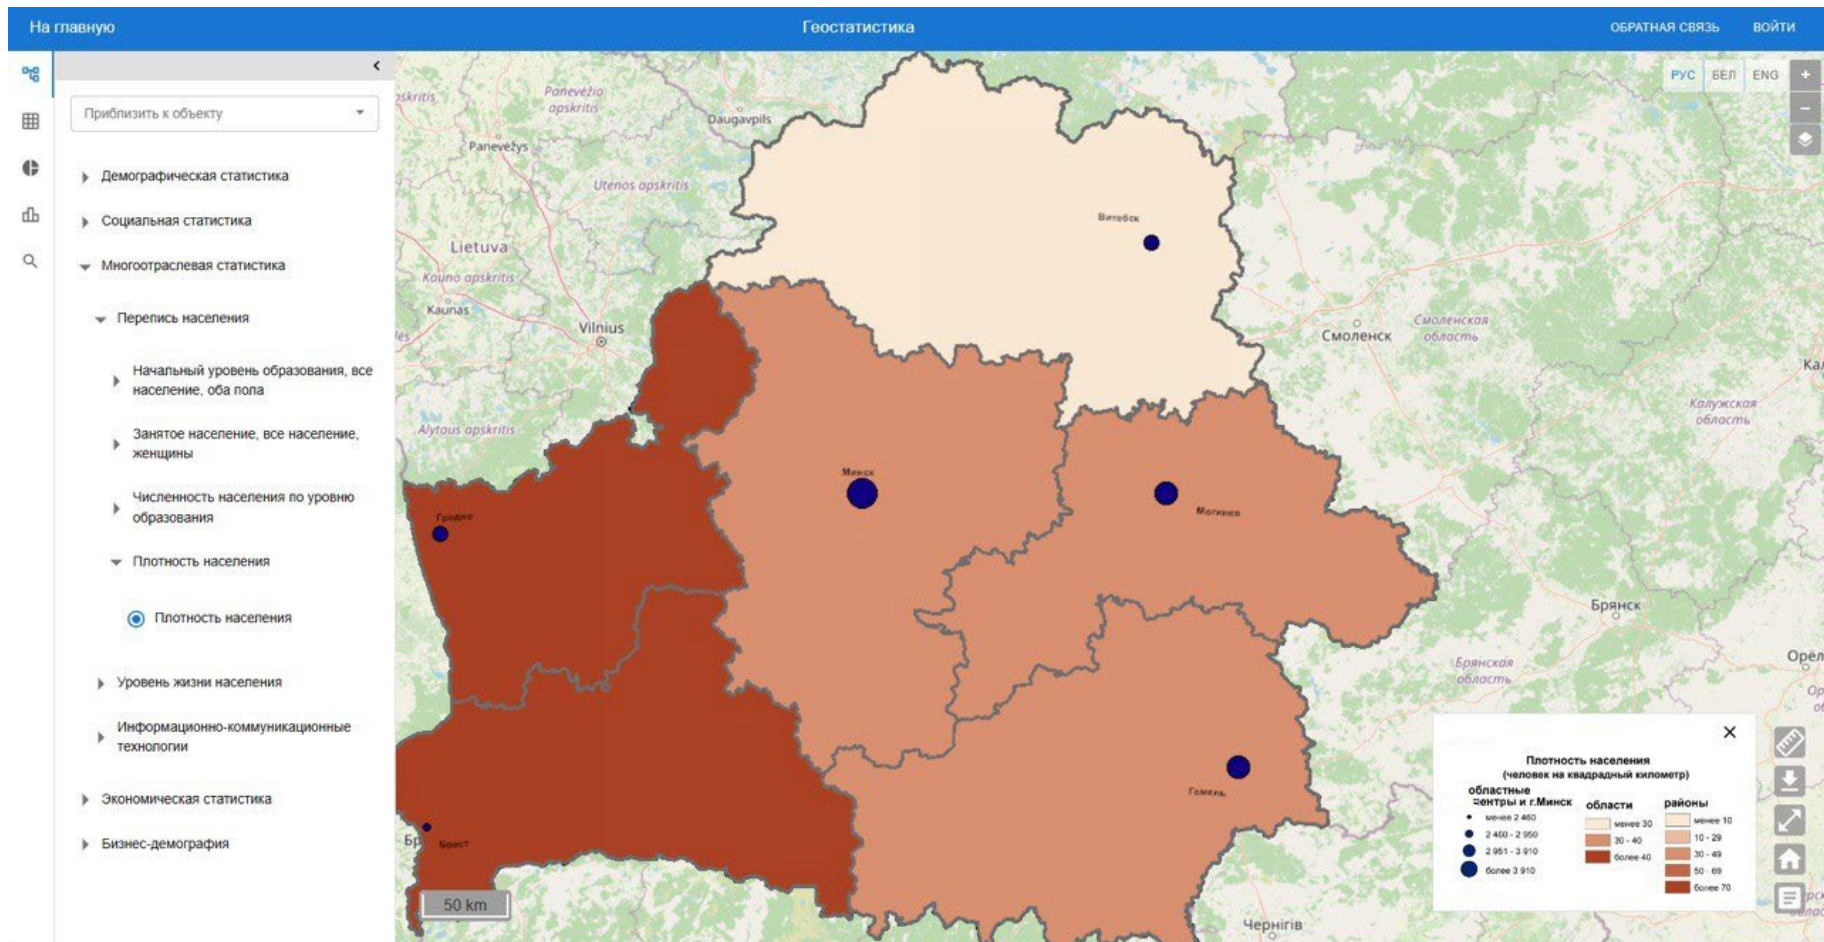 На главную
Геостатистика
ОБРАТНАЯ СВЯЗЬ
ВОЙТИ
Приблизить к объекту
Демографическая статистика
Социальная статистика
Многоотраслевая статистика
Перепись населения
Начальный уровень образования, все
население, оба пола
Занятое население, все население,
женщины
Численность населения по уровню
образования
Плотность населения
Плотность населения
Уровень жизни населения
Информационно-коммуникационные
технологии
Экономическая статистика
Бизнес-демография
РУС
БЕЛ
ENG
Panevėžio
apskritis
Daugavpils
Panevėžys
Utenos apskritis
Lietuva
Kauno apskritis
Kaunas
Vilnius
Alytaus apskritis
Витебск
Смоленск
Смоленская
область
Калужская
область
Минск
Могилев
Гродно
Брянск
Брянская
область
Орёл
Гомель
Брест
Чернігів
50 km
Плотность населения
(человек на квадрадный километр)
областные
центры и г.Минск
менее 2 460
2 460 - 2 950
2 951 - 3 910
более 3 910
области
менее 30
30 - 40
более 40
районы
менее 10
10 - 29
30 - 49
50 - 69
более 70